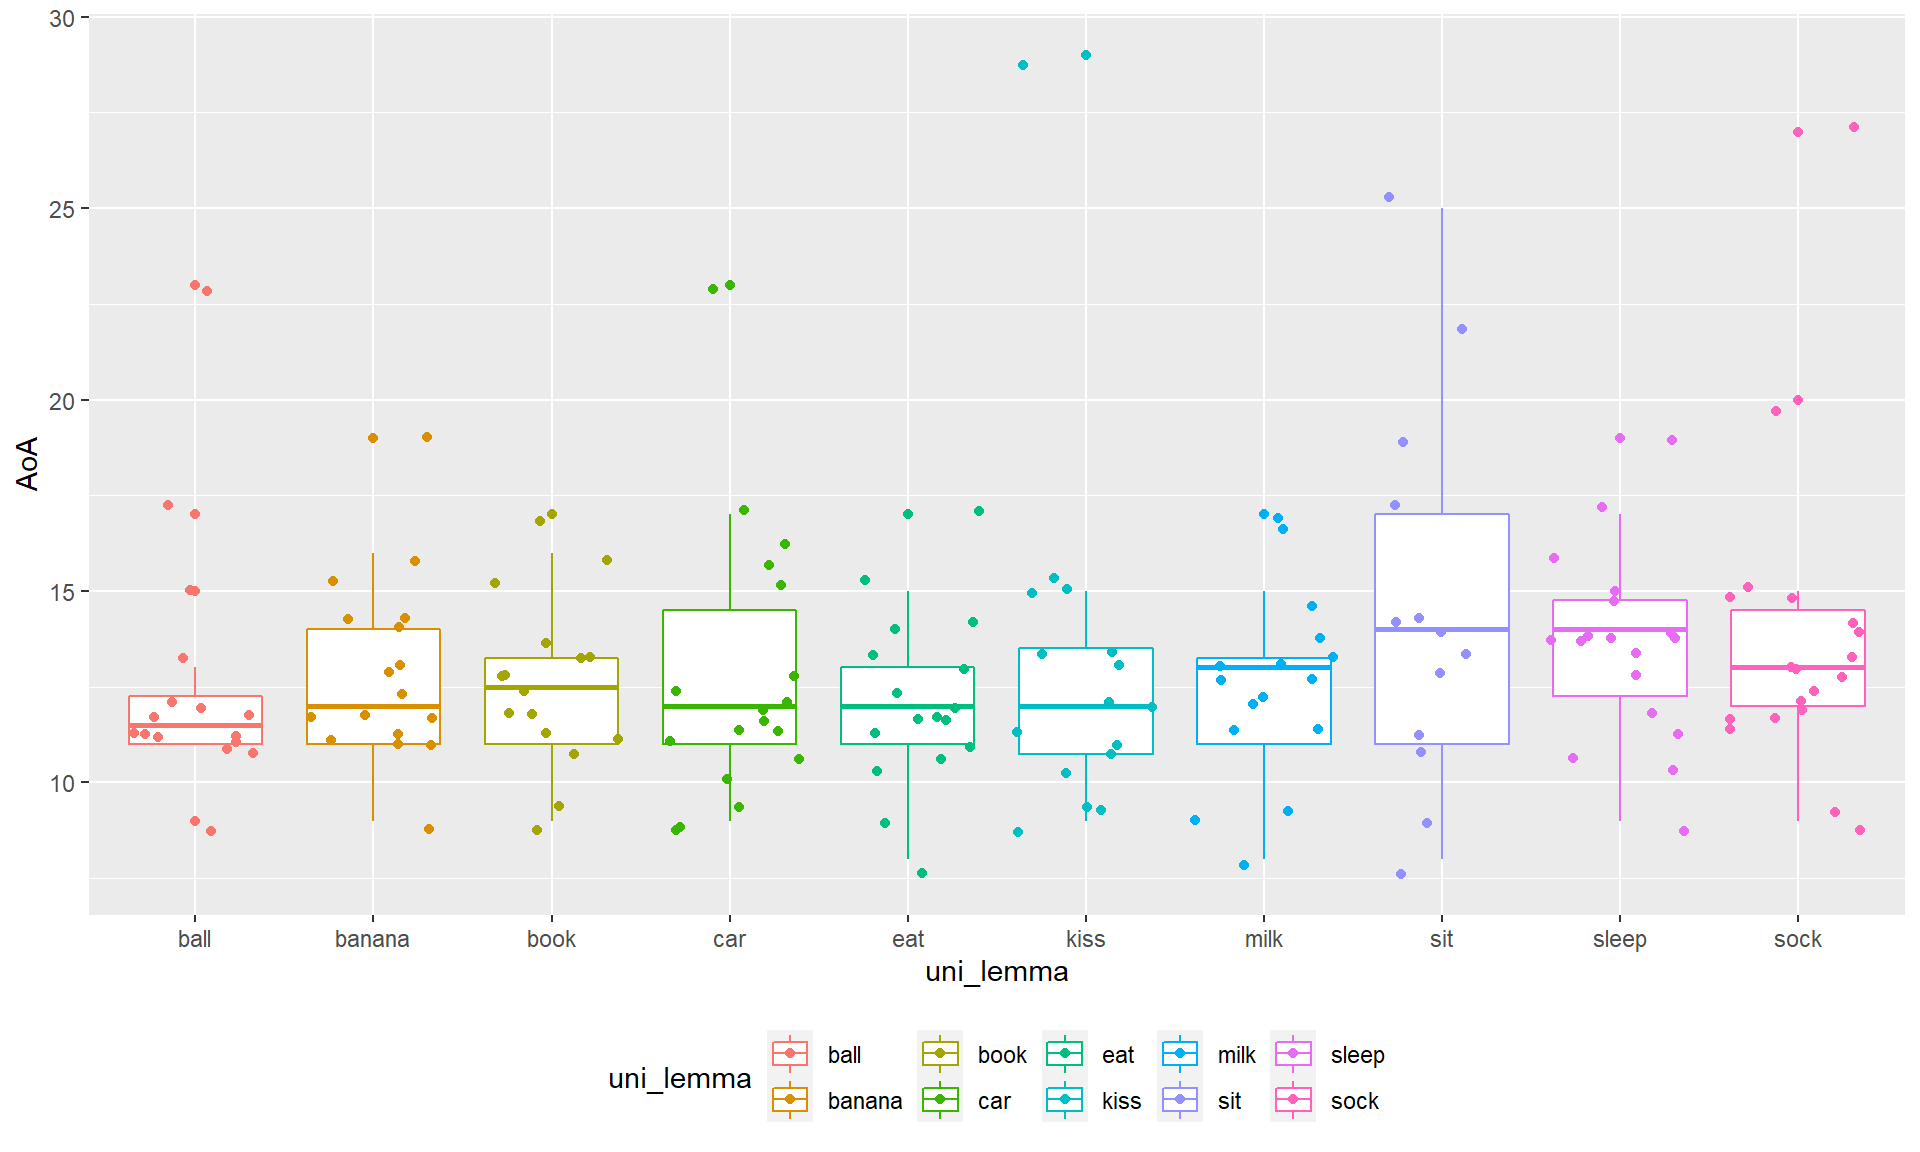 30
25
20
15
10
AoA
ball banana book car eat kiss milk sit sleep sock
uni_lemma
uni_lemma
ball book eat milk sleep
banana car kiss sit sock